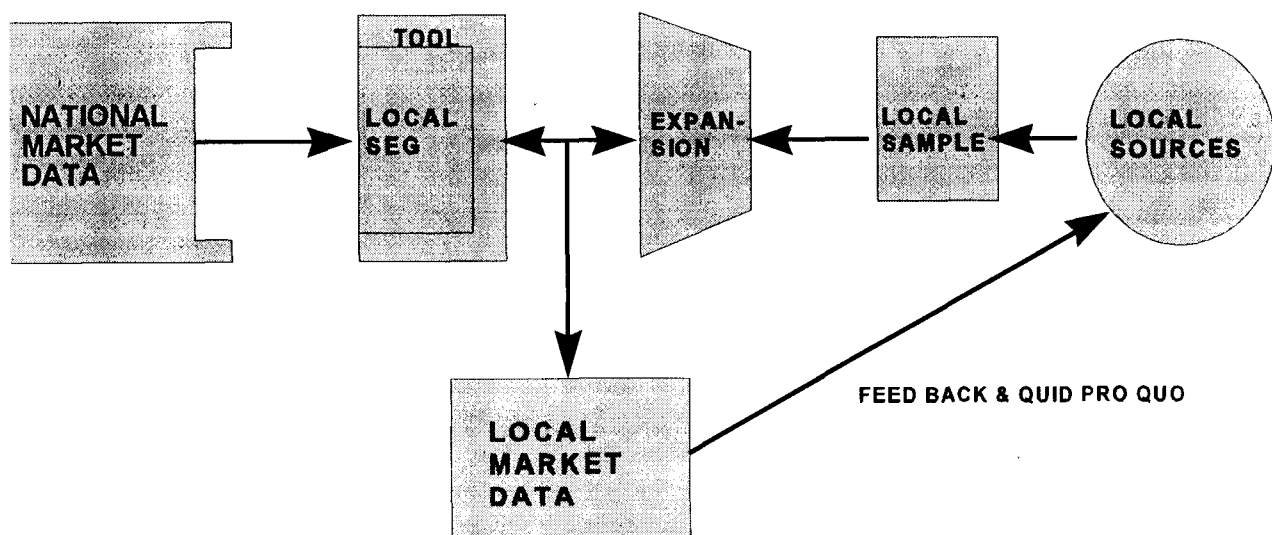 NATIONAL
MARKET
DATA
TOOL
LOCAL
SEG
EXPAN-
SION
LOCAL
SAMPLE
LOCAL
SOURCES
LOCAL
MARKET
DATA
FEED BACK & QUID PRO QUO